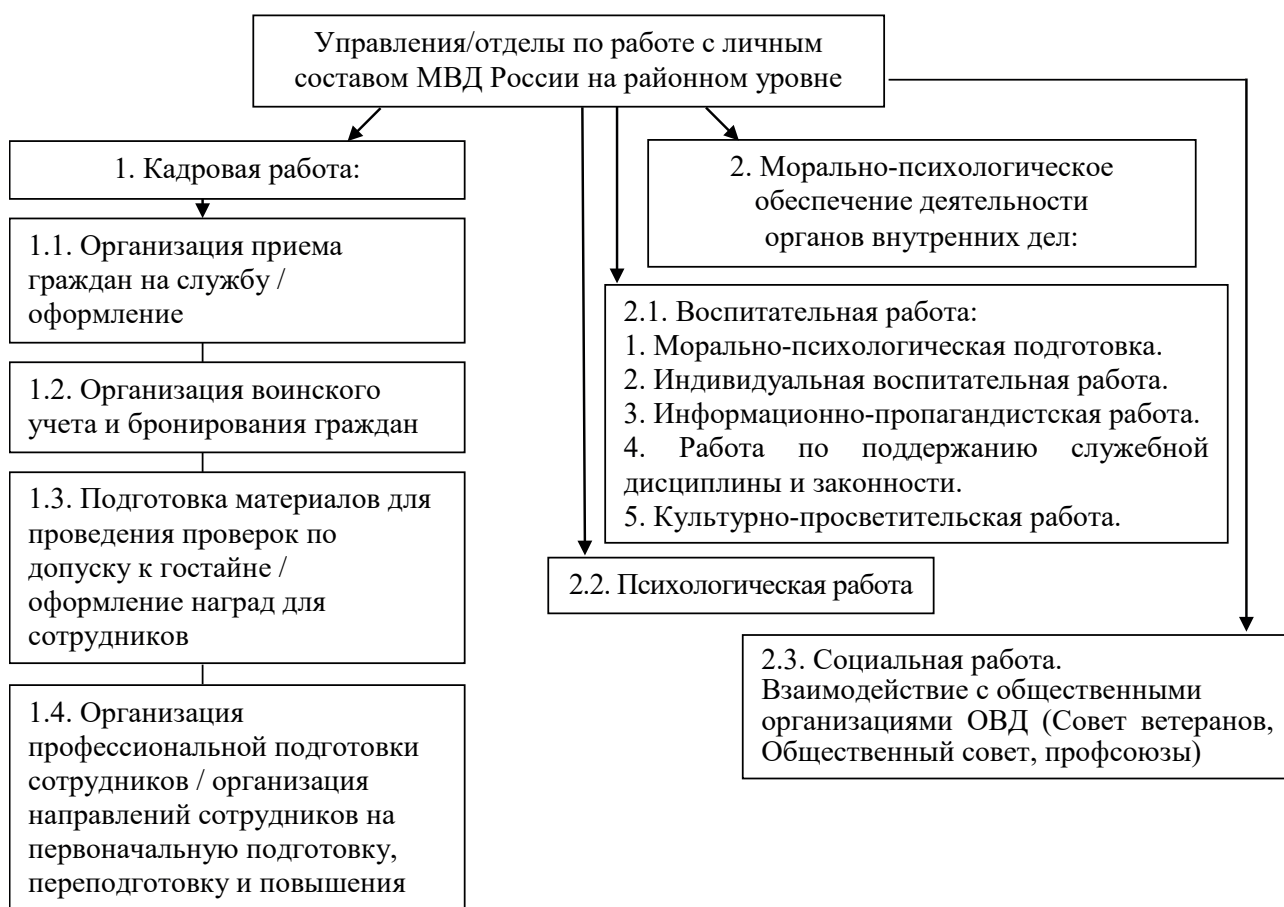 Управления/отделы по работе с личным
составом МВД России на районном уровне
1. Кадровая работа:
1.1. Организация приема
граждан на службу /
оформление
1.2. Организация воинского
учета и бронирования граждан
1.3. Подготовка материалов для
проведения проверок по
допуску к гостайне /
оформление наград для
сотрудников
1.4. Организация
профессиональной подготовки
сотрудников / организация
направлений сотрудников на
первоначальную подготовку,
переподготовку и повышения
2. Морально-психологическое
обеспечение деятельности
органов внутренних дел:
2.1. Воспитательная работа:
1. Морально-психологическая подготовка.
2. Индивидуальная воспитательная работа.
3. Информационно-пропагандистская работа.
4. Работа по поддержанию служебной
дисциплины и законности.
5. Культурно-просветительская работа.
2.2. Психологическая работа
2.3. Социальная работа.
Взаимодействие с общественными
организациями ОВД (Совет ветеранов,
Общественный совет, профсоюзы)